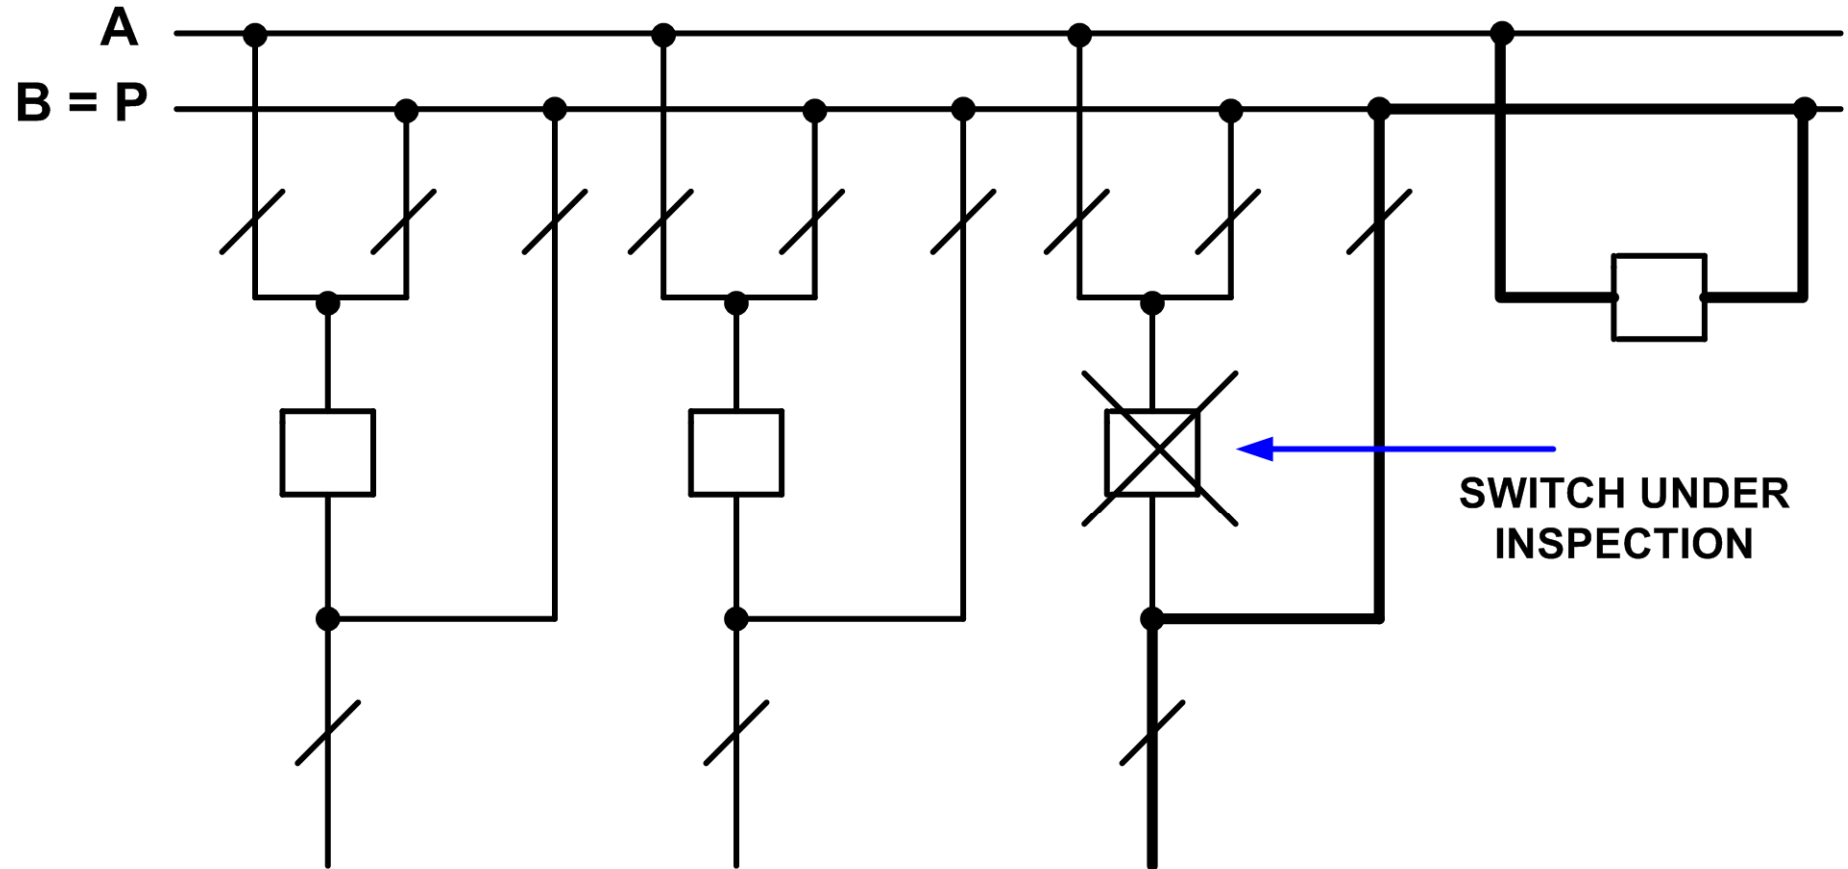 A
B = P
SWITCH UNDER
INSPECTION